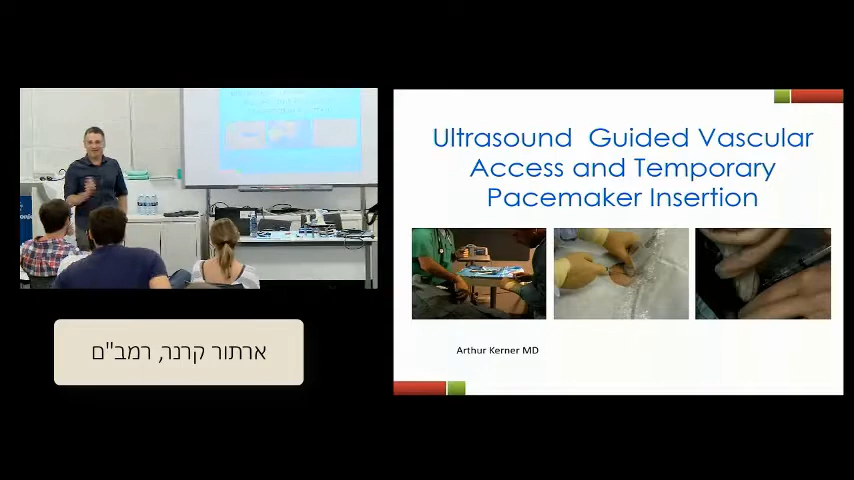 Ultrasound Guided Vascular
Access and Temporary
Pacemaker Insertion
Arthur Kerner MD
ארתור קרנר, רמב"ם